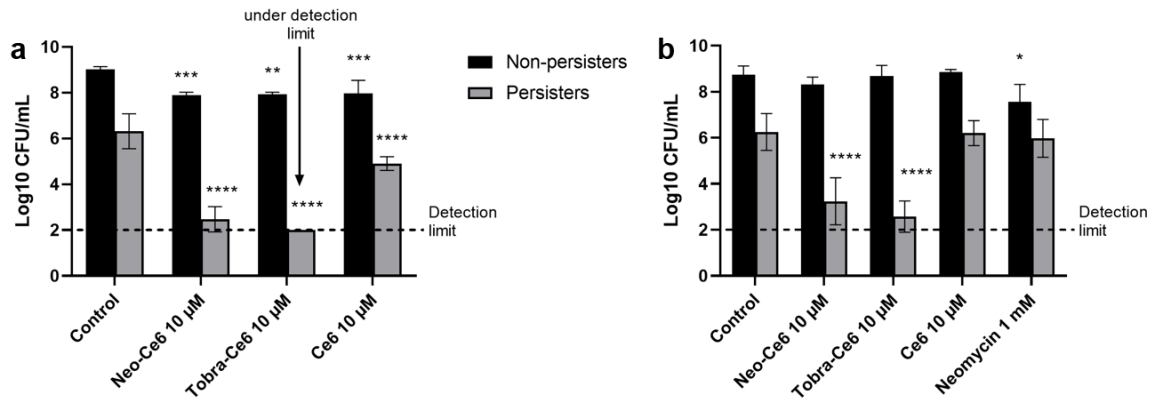 under detection
limit
a
10
8
6
4
2
0
Log10 CFU/mL
***
**
***
****
****
****
Non-persisters
Persisters
Detection
limit
Control
Neo-Ce6 10 µM
Tobra-Ce6 10 µM
Ce6 10 µM
b
10
8
6
4
2
0
Log10 CFU/mL
*
****
****
Detection
limit
Control
Neo-Ce6 10 µM
Tobra-Ce6 10 µM
Ce6 10 µM
Neomycin 1 mM